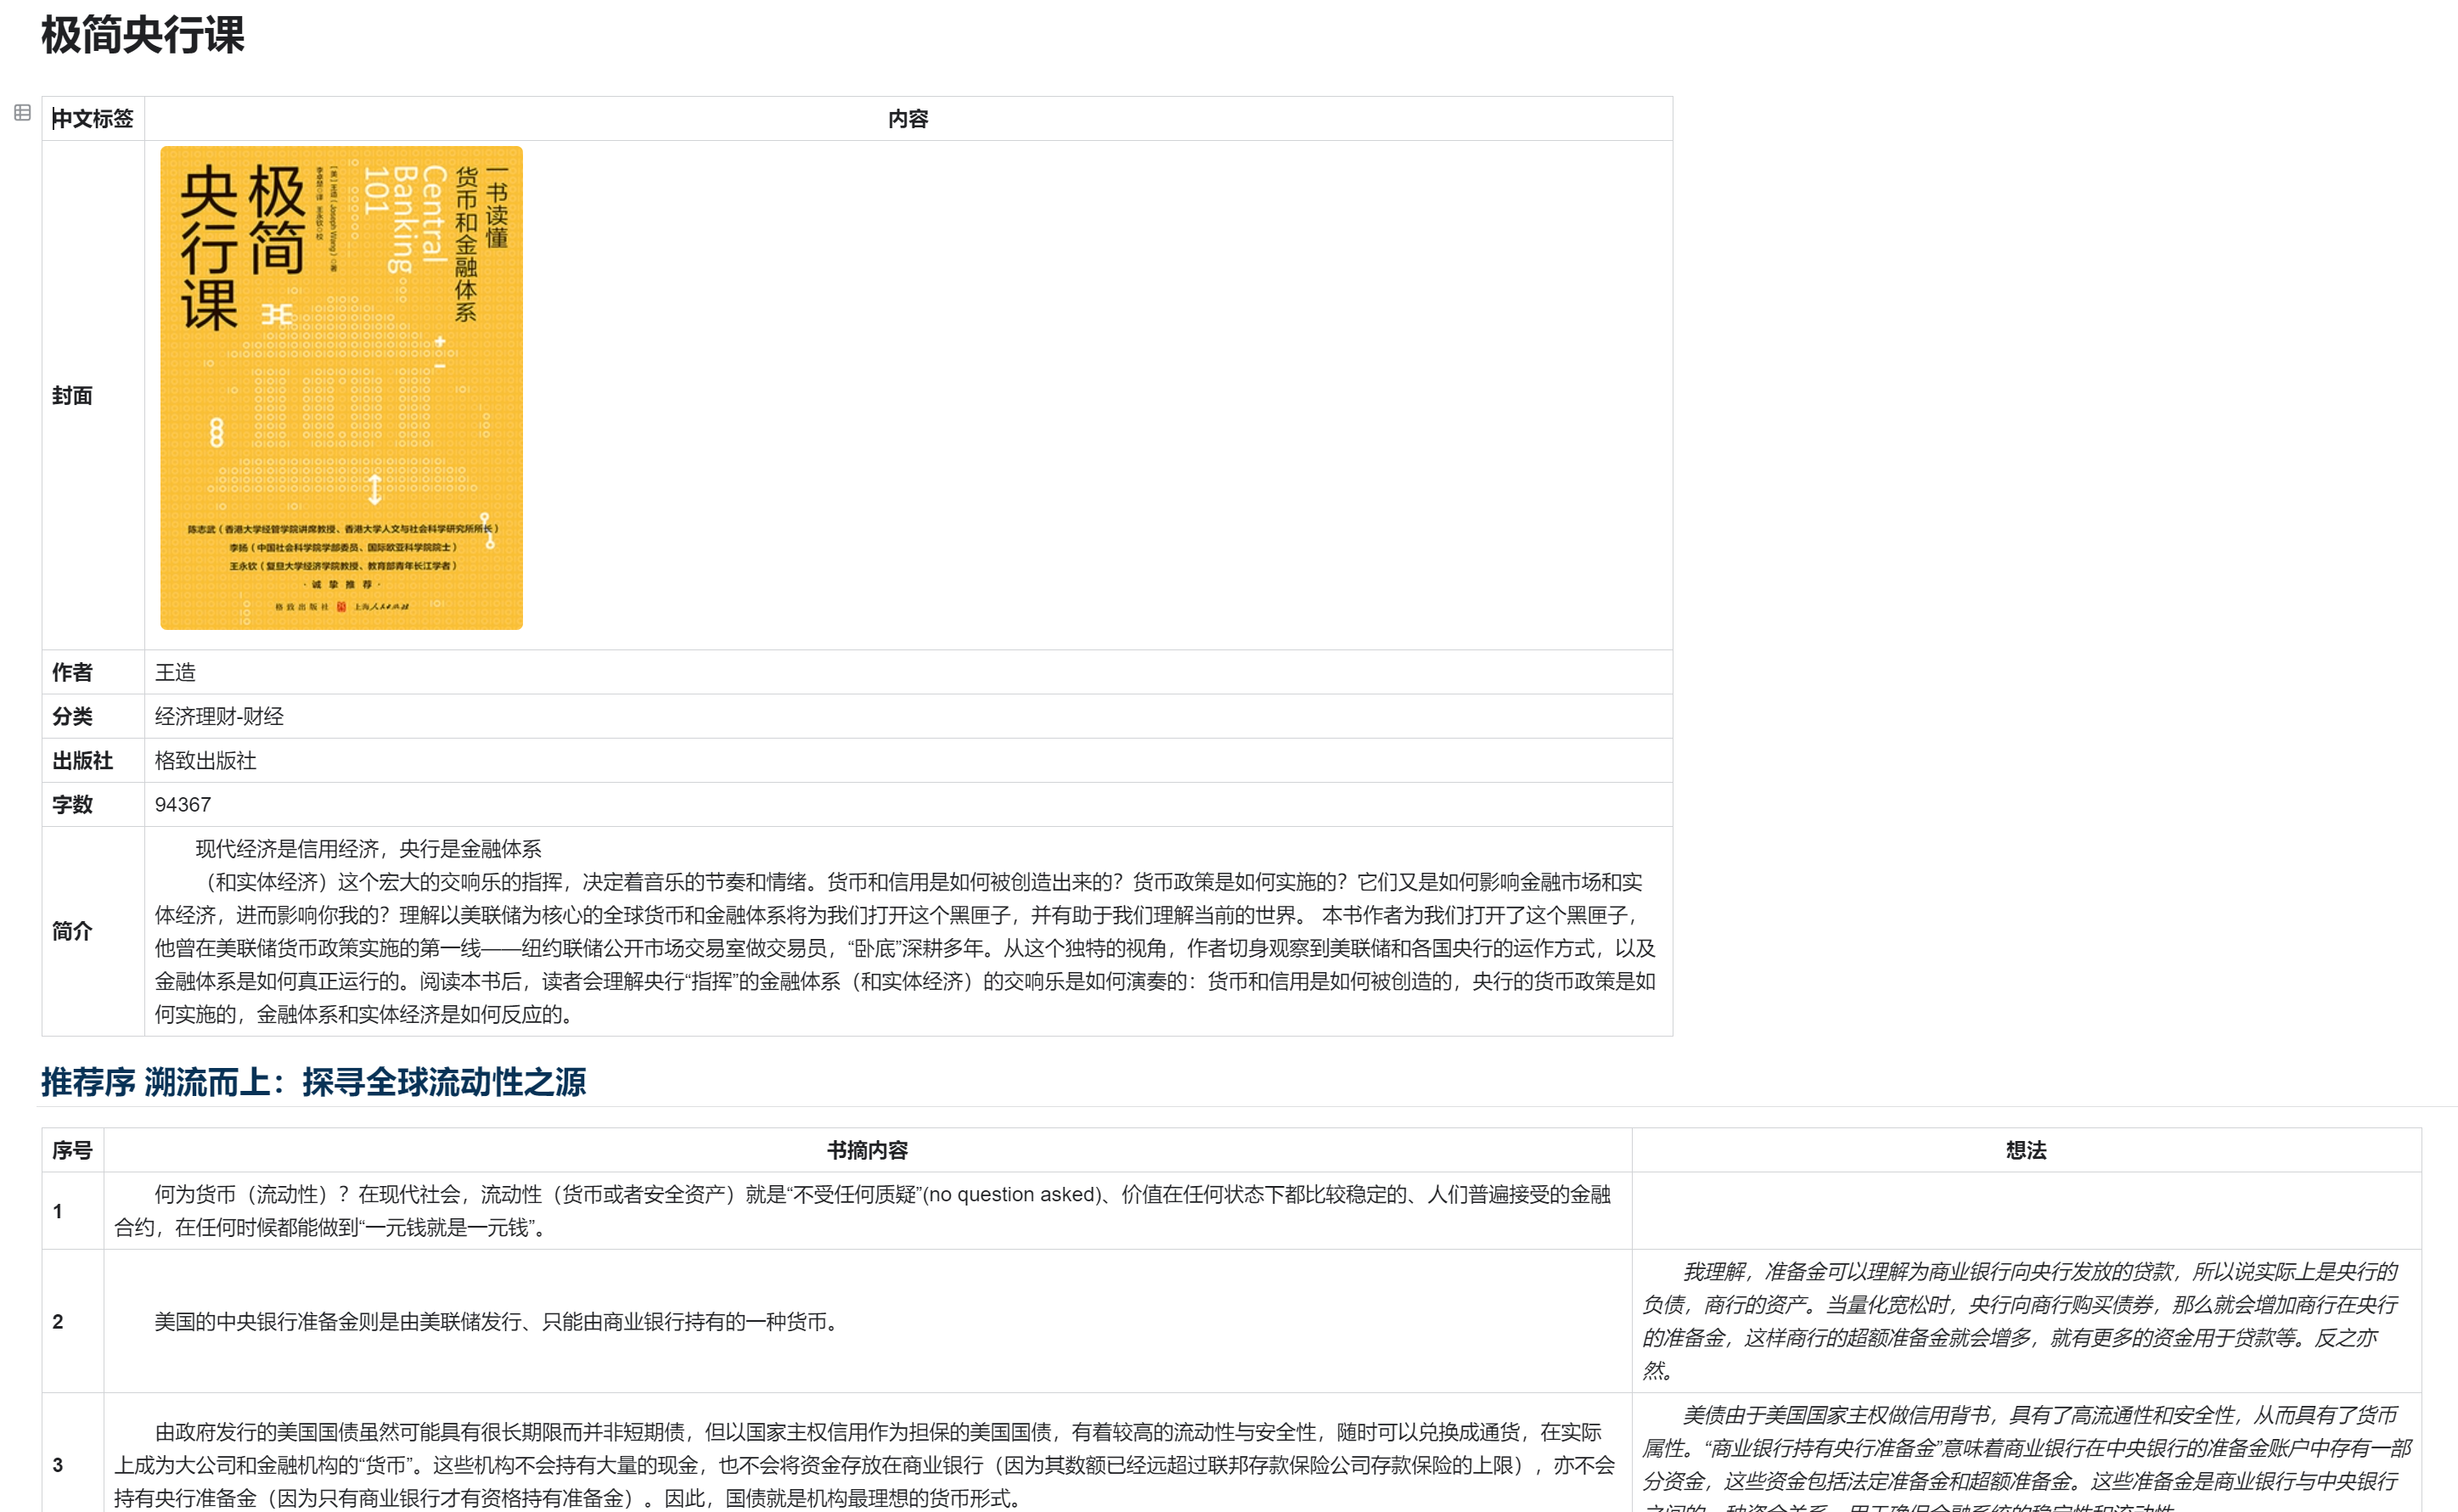 极简央行课
中文标签
内容
封面
一书读懂
货币和金融体系
Central
Banking
101
[美]王造(Joseph Wang)◎著
极简
央行课
陈志武（香港大学经管学院讲席教授、香港大学人文与社会科学研究所所长）
李扬（中国社会科学院学部委员、国际欧亚科学院院士）
王永钦（复旦大学经济学院教授、教育部青年长江学者）
·诚挚推荐·
格致出版社 上海人民出版社
作者
王造
分类
经济理财-财经
出版社
格致出版社
字数
94367
简介
现代经济是信用经济，央行是金融体系
（和实体经济）这个宏大的交响乐的指挥，决定着音乐的节奏和情绪。货币和信用是如何被创造出来的？货币政策是如何实施的？它们又是如何影响金融市场和实
体经济，进而影响你我的？理解以美联储为核心的全球货币和金融体系将为我们打开这个黑匣子，并有助于我们理解当前的世界。 本书作者为我们打开了这个黑匣子，
他曾在美联储货币政策实施的第一线——纽约联储公开市场交易室做交易员，“卧底”深耕多年。从这个独特的视角，作者切身观察到美联储和各国央行的运作方式，以及
金融体系是如何真正运行的。阅读本书后，读者会理解央行“指挥”的金融体系（和实体经济）的交响乐是如何演奏的：货币和信用是如何被创造的，央行的货币政策是如
何实施的，金融体系和实体经济是如何反应的。
推荐序 溯流而上：探寻全球流动性之源
序号
书摘内容
想法
1
何为货币（流动性）？在现代社会，流动性（货币或者安全资产）就是“不受任何质疑”(no question asked)、价值在任何状态下都比较稳定的、人们普遍接受的金融
合约，在任何时候都能做到“一元钱就是一元钱”。
2
美国的中央银行准备金则是由美联储发行、只能由商业银行持有的一种货币。
我理解，准备金可以理解为商业银行向央行发放的贷款，所以说实际上是央行的
负债，商行的资产。当量化宽松时，央行向商行购买债券，那么就会增加商行在央行
的准备金，这样商行的超额准备金就会增多，就有更多的资金用于贷款等。反之亦
然。
3
由政府发行的美国国债虽然可能具有很长期限而并非短期债，但以国家主权信用作为担保的美国国债，有着较高的流动性与安全性，随时可以兑换成通货，在实际
上成为大公司和金融机构的“货币”。这些机构不会持有大量的现金，也不会将资金存放在商业银行（因为其数额已经远超过联邦存款保险公司存款保险的上限），亦不会
持有央行准备金（因为只有商业银行才有资格持有准备金）。因此，国债就是机构最理想的货币形式。
美债由于美国国家主权做信用背书，具有了高流通性和安全性，从而具有了货币
属性。“商业银行持有央行准备金”意味着商业银行在中央银行的准备金账户中存有一部
分资金，这些资金包括法定准备金和超额准备金。这些准备金是商业银行与中央银行